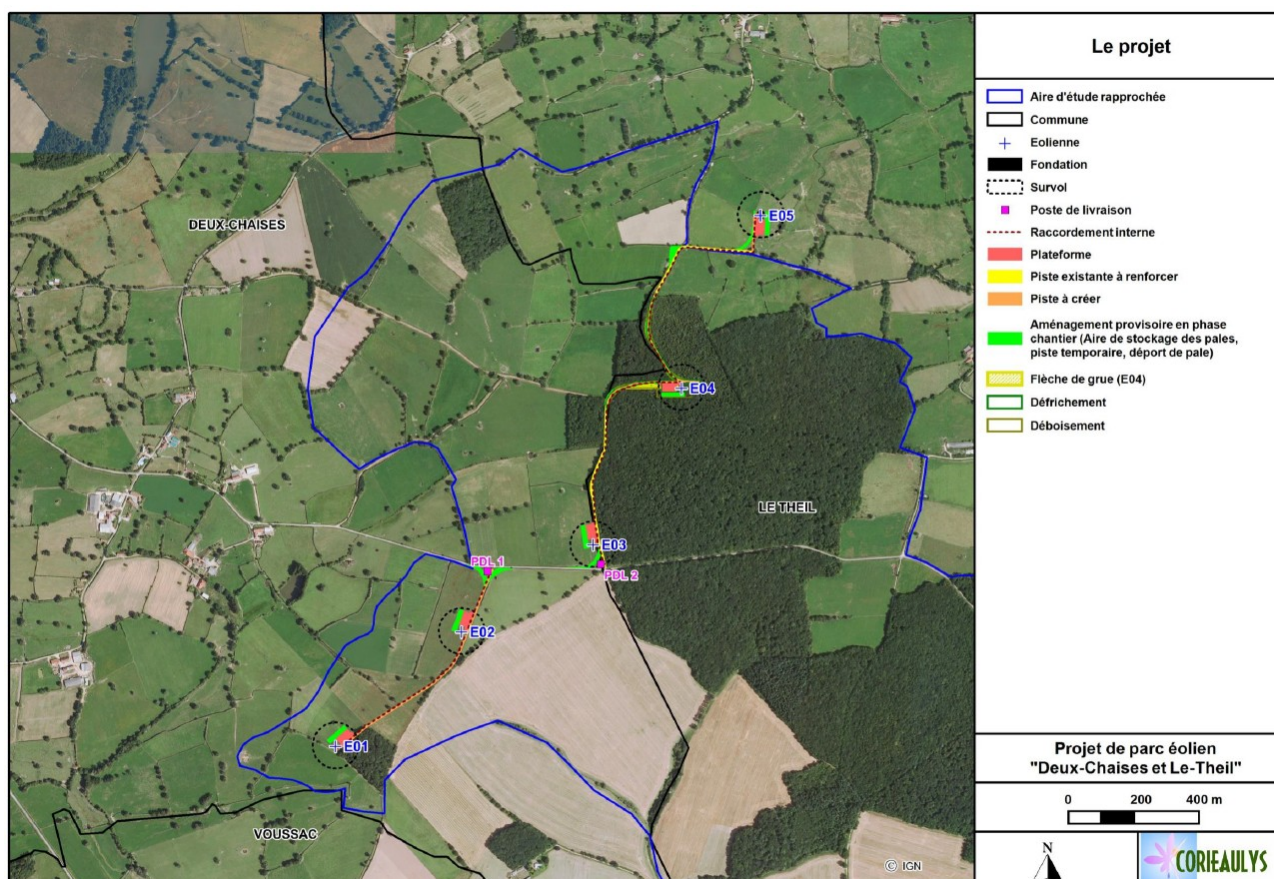 Le projet
Aire d'étude rapprochée
Commune
Eolienne
Fondation
Survol
Poste de livraison
Raccordement interne
Plateforme
Piste existante à renforcer
Piste à créer
Aménagement provisoire en phase
chantier (Aire de stockage des pales,
piste temporaire, déport de pale)
Flèche de grue (E04)
Défrichement
Déboisement
DEUX-CHAISES
E05
E04
LE THEIL
E03
PDL 1
PDL 2
E02
E01
VOUSSAC
© IGN
Projet de parc éolien
"Deux-Chaises et Le-Theil"
0 200 400 m
N
CORIEAULYS